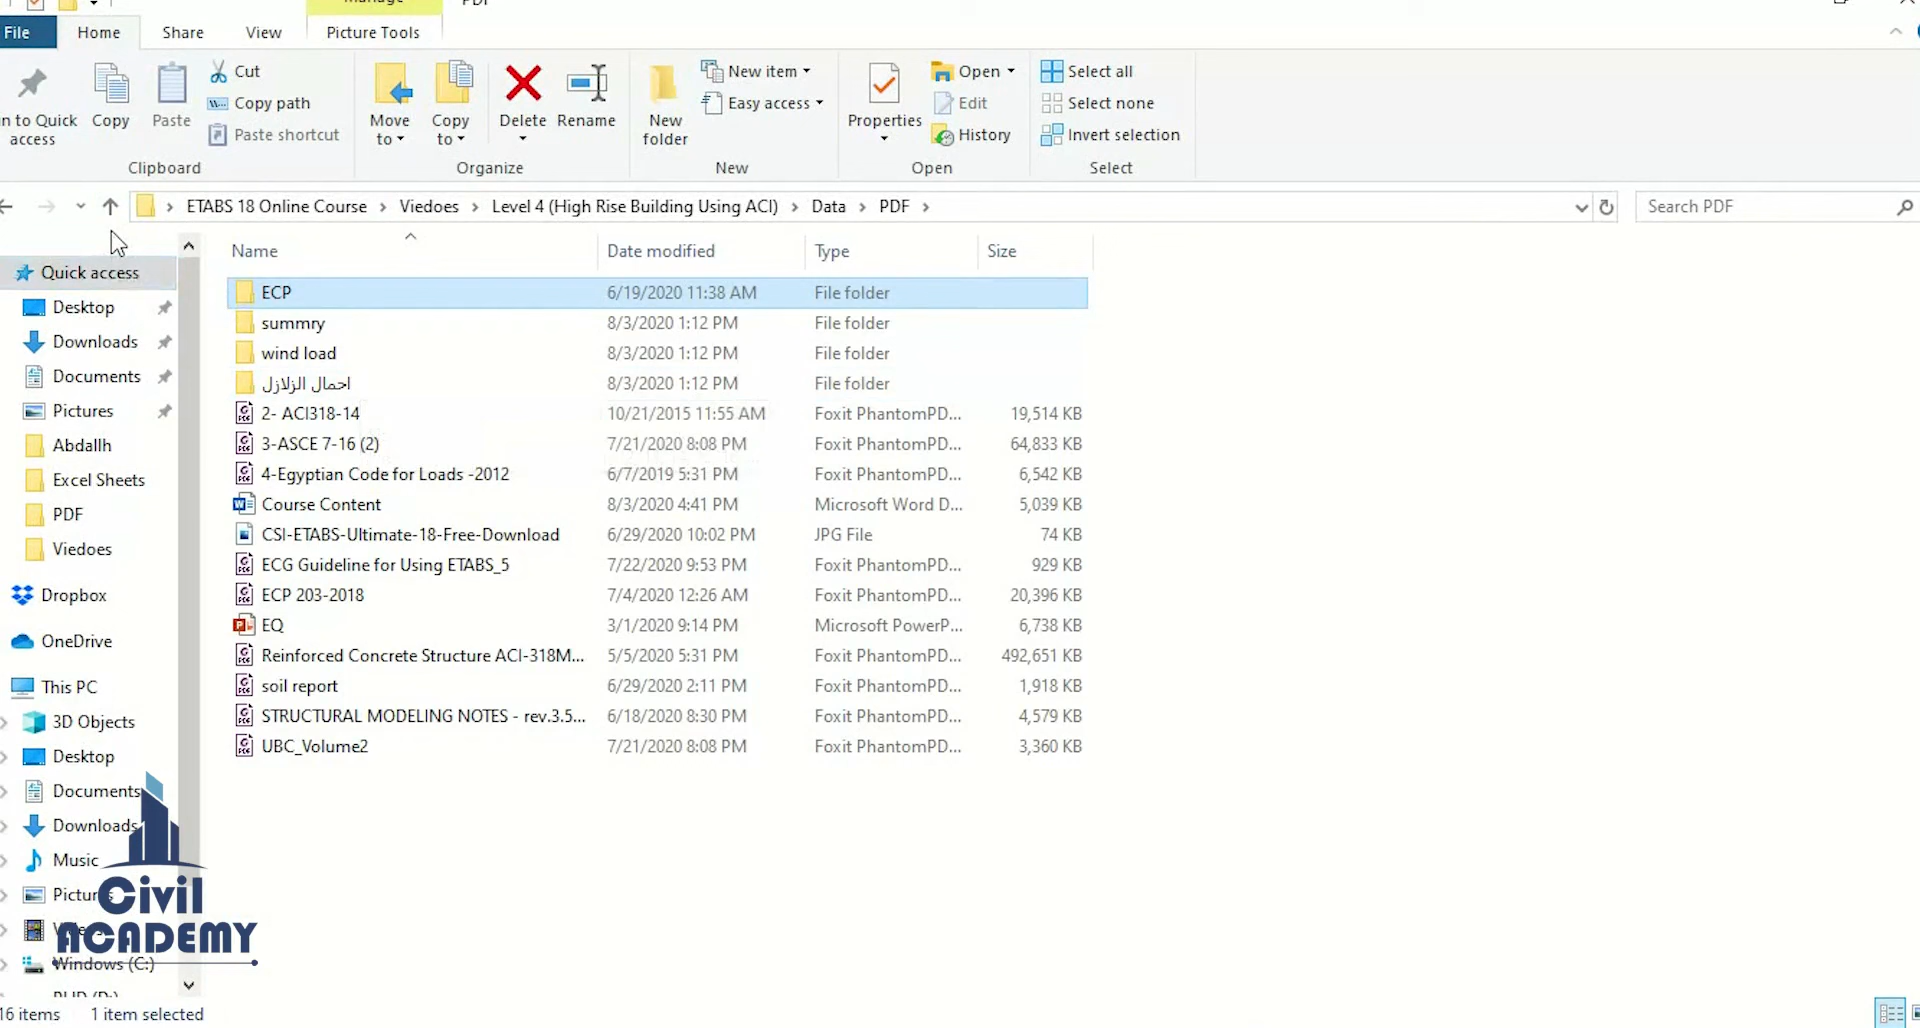 PDF
File Home Share View Picture Tools
Copy Paste Cut Copy path Paste shortcut
access
Clipboard
Move to Copy to Delete Rename
Organize
New folder New item Easy access
New
Properties Open Edit History
Open
Select all Select none Invert selection
Select
ETABS 18 Online Course > Viedoes > Level 4 (High Rise Building Using ACI) > Data > PDF >
Search PDF
Name Date modified Type Size
ECP 6/19/2020 11:38 AM File folder
summry 8/3/2020 1:12 PM File folder
wind load 8/3/2020 1:12 PM File folder
احمال الزلازل 8/3/2020 1:12 PM File folder
2- ACI318-14 10/21/2015 11:55 AM Foxit PhantomPD... 19,514 KB
3-ASCE 7-16 (2) 7/21/2020 8:08 PM Foxit PhantomPD... 64,833 KB
4-Egyptian Code for Loads -2012 6/7/2019 5:31 PM Foxit PhantomPD... 6,542 KB
Course Content 8/3/2020 4:41 PM Microsoft Word D... 5,039 KB
CSI-ETABS-Ultimate-18-Free-Download 6/29/2020 10:02 PM JPG File 74 KB
ECG Guideline for Using ETABS_5 7/22/2020 9:53 PM Foxit PhantomPD... 929 KB
ECP 203-2018 7/4/2020 12:26 AM Foxit PhantomPD... 20,396 KB
EQ 3/1/2020 9:14 PM Microsoft PowerP... 6,738 KB
Reinforced Concrete Structure ACI-318M... 5/5/2020 5:31 PM Foxit PhantomPD... 492,651 KB
soil report 6/29/2020 2:11 PM Foxit PhantomPD... 1,918 KB
STRUCTURAL MODELING NOTES - rev.3.5... 6/18/2020 8:30 PM Foxit PhantomPD... 4,579 KB
UBC_Volume2 7/21/2020 8:08 PM Foxit PhantomPD... 3,360 KB
Quick access
Desktop
Downloads
Documents
Pictures
Abdallh
Excel Sheets
PDF
Viedoes
Dropbox
OneDrive
This PC
3D Objects
Desktop
Documents
Downloads
Music
Windows (C:)
Civil
ACADEMY
16 items 1 item selected